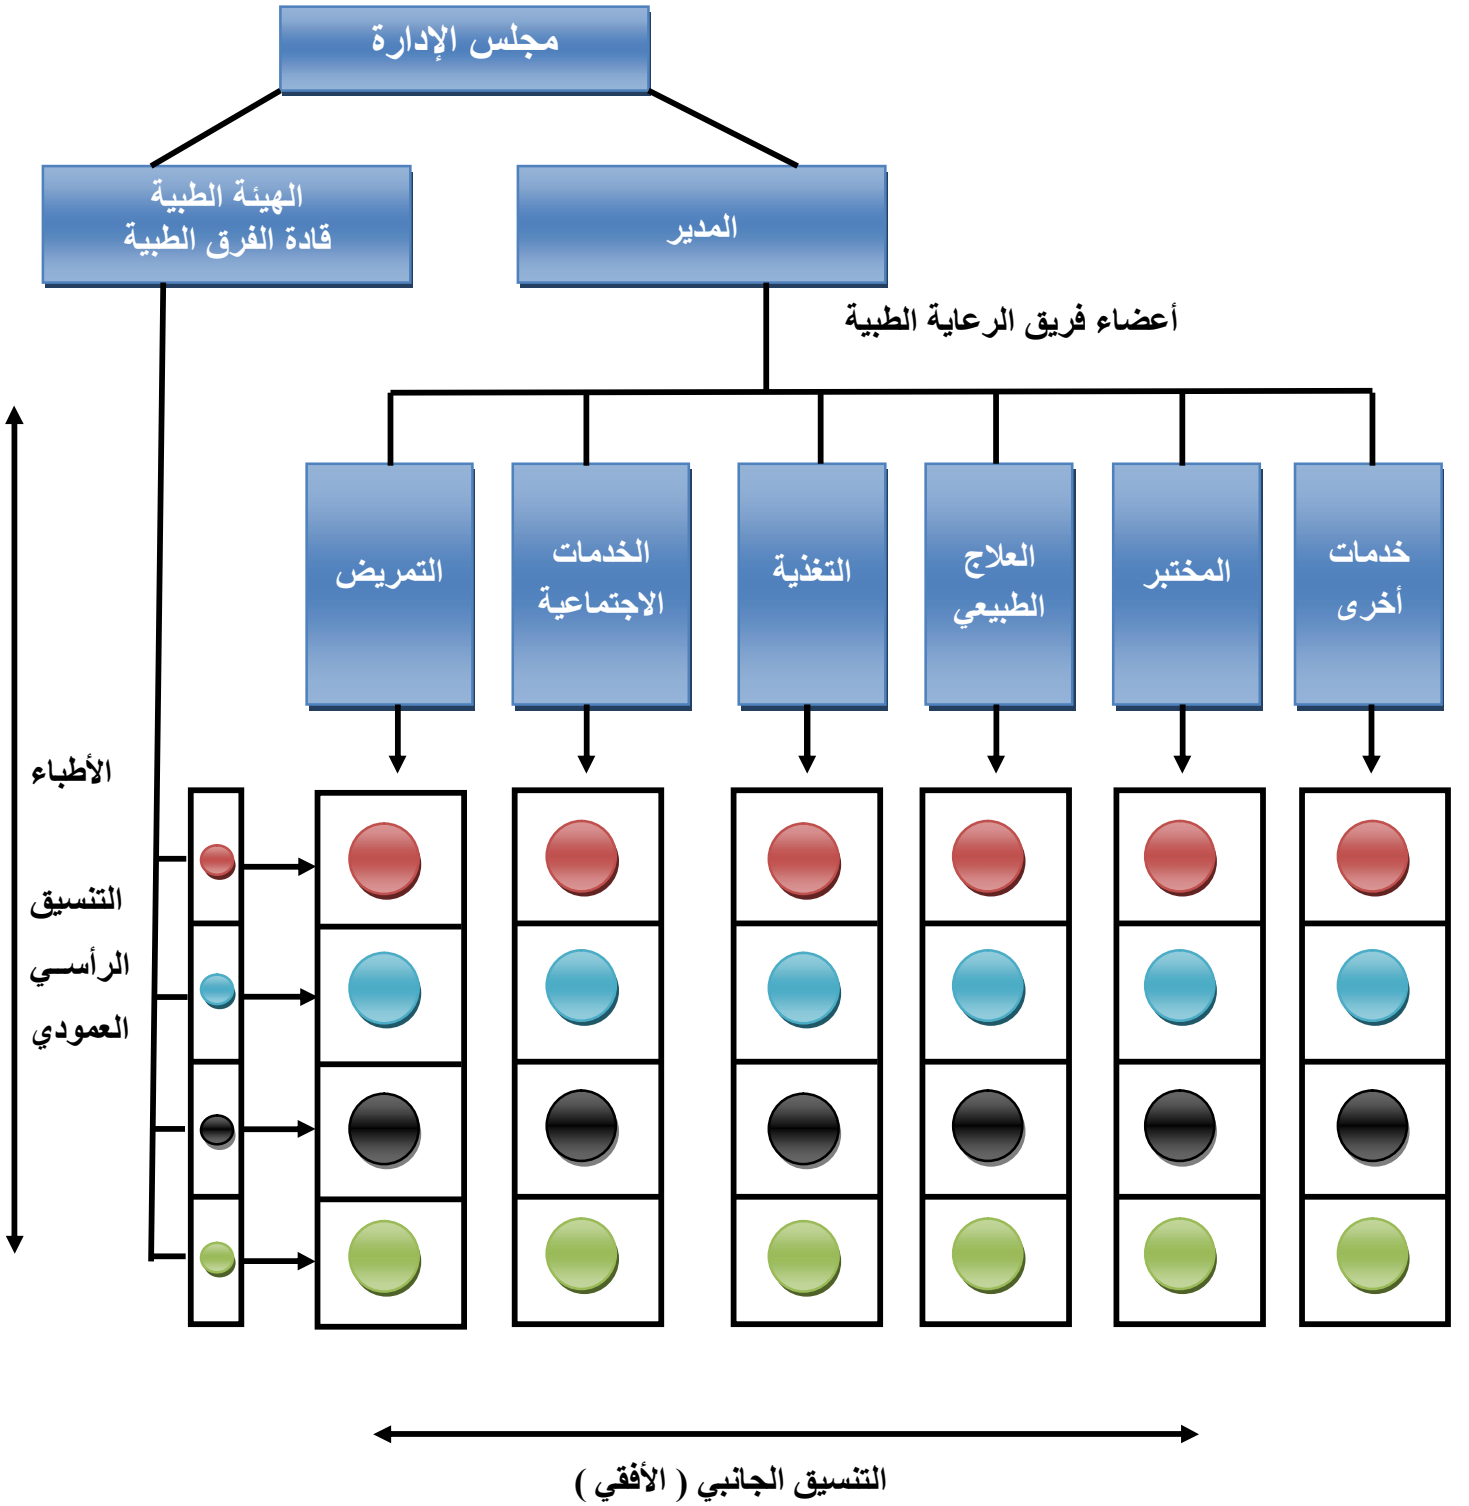 مجلس الإدارة
المدير
الهيئة الطبية
قادة الفرق الطبية
أعضاء فريق الرعاية الطبية
خدمات
أخرى
المختبر
العلاج
الطبيعي
التغذية
الخدمات
الاجتماعية
التمريض
الأطباء
التنسيق
الرأســي
العمودي
التنسيق الجانبي ( الأفقي )